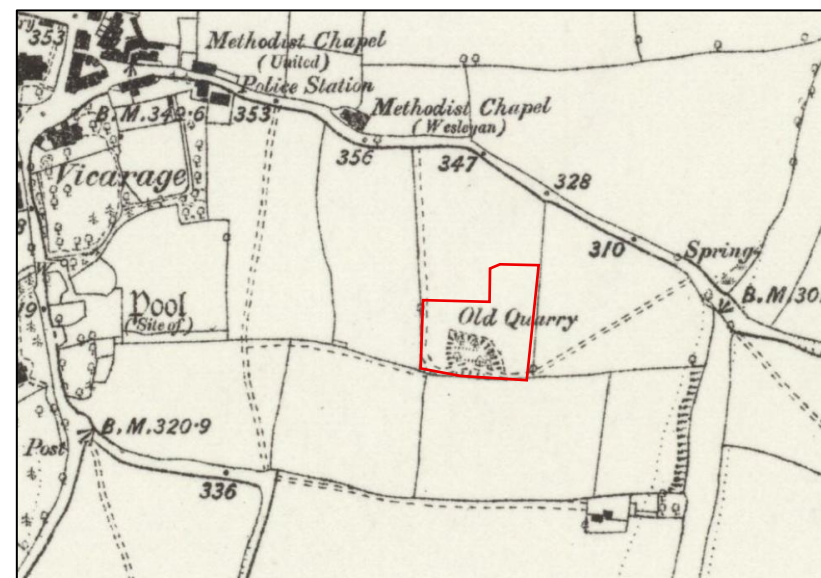 353
Methodist Chapel
(United)
Police Station
B.M.349.6
353
Methodist Chapel
(Wesleyan)
356
347
328
Vicarage
310
Spring
B.M.30
Pool
(Site of)
19
Old Quarry
B.M.320.9
Post
336
W